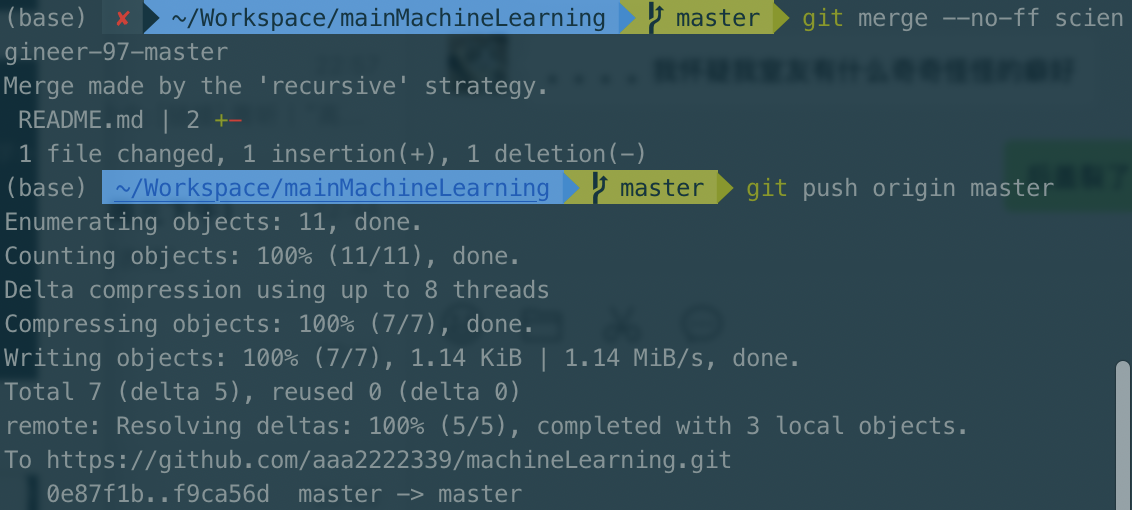 (base) ✘ ~/Workspace/mainMachineLearning master git merge --no-ff scien
gineer-97-master
Merge made by the 'recursive' strategy.
README.md | 2 +-
1 file changed, 1 insertion(+), 1 deletion(-)
(base) ~/Workspace/mainMachineLearning master git push origin master
Enumerating objects: 11, done.
Counting objects: 100% (11/11), done.
Delta compression using up to 8 threads
Compressing objects: 100% (7/7), done.
Writing objects: 100% (7/7), 1.14 KiB | 1.14 MiB/s, done.
Total 7 (delta 5), reused 0 (delta 0)
remote: Resolving deltas: 100% (5/5), completed with 3 local objects.
To https://github.com/aaa2222339/machineLearning.git
0e87f1b..f9ca56d master -> master